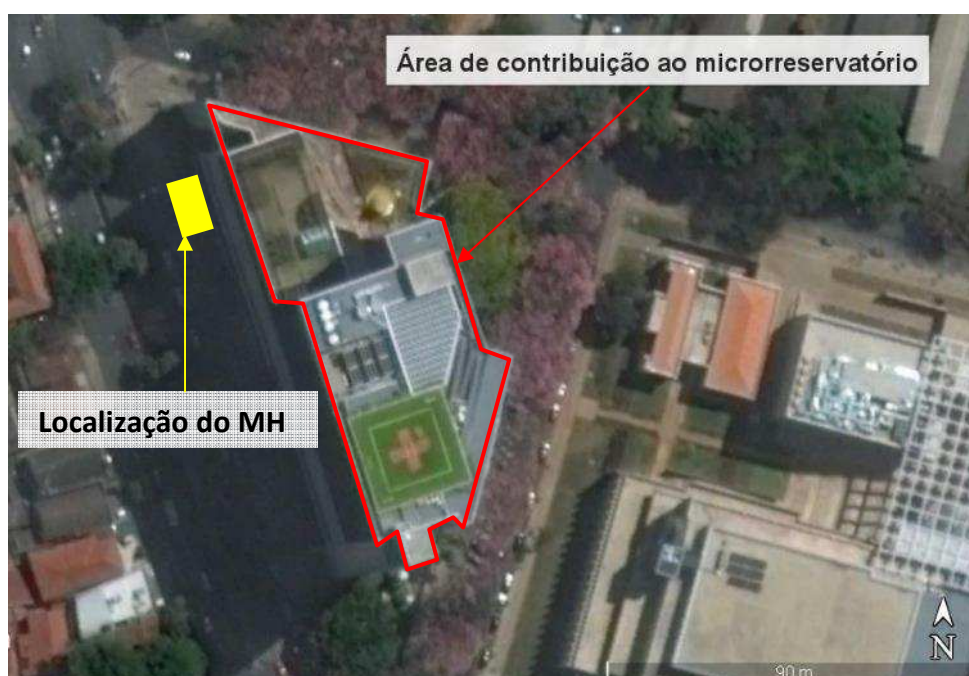 Área de contribuição ao microrreservatório
Localização do MH
N
90 m